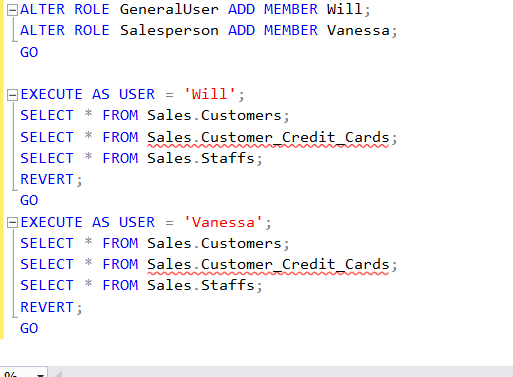 ALTER ROLE GeneralUser ADD MEMBER Will;
ALTER ROLE Salesperson ADD MEMBER Vanessa;
GO
EXECUTE AS USER = 'Will';
SELECT * FROM Sales.Customers;
SELECT * FROM Sales.Customer_Credit_Cards;
SELECT * FROM Sales.Staffs;
REVERT;
GO
EXECUTE AS USER = 'Vanessa';
SELECT * FROM Sales.Customers;
SELECT * FROM Sales.Customer_Credit_Cards;
SELECT * FROM Sales.Staffs;
REVERT;
GO
%